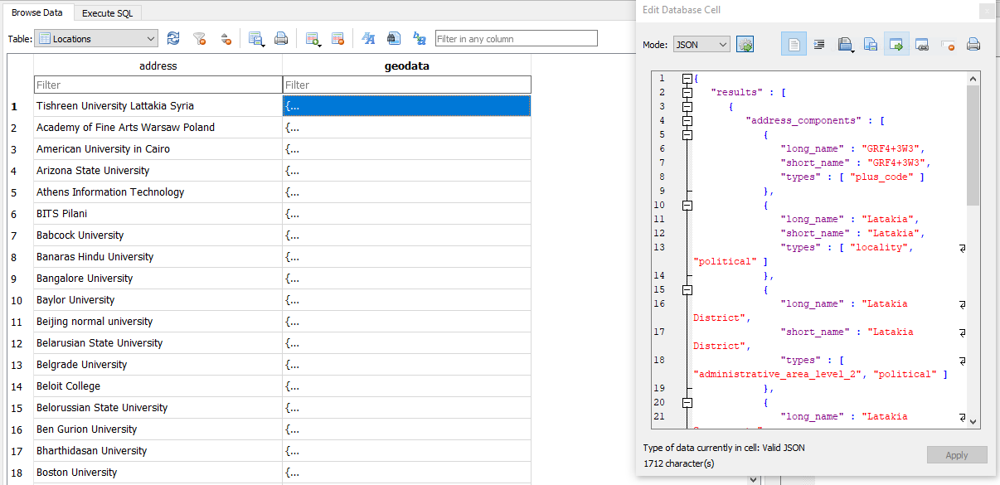 Browse Data Execute SQL
Table: Locations Filter in any column
address geodata
Filter Filter
1 Tishreen University Lattakia Syria {...
2 Academy of Fine Arts Warsaw Poland {...
3 American University in Cairo {...
4 Arizona State University {...
5 Athens Information Technology {...
6 BITS Pilani {...
7 Babcock University {...
8 Banaras Hindu University {...
9 Bangalore University {...
10 Baylor University {...
11 Beijing normal university {...
12 Belarusian State University {...
13 Belgrade University {...
14 Beloit College {...
15 Belorussian State University {...
16 Ben Gurion University {...
17 Bharthidasan University {...
18 Boston University {...
Edit Database Cell
Mode: JSON
1 {
2 "results" : [
3 {
4 "address_components" : [
5 {
6 "long_name" : "GRF4+3W3",
7 "short_name" : "GRF4+3W3",
8 "types" : [ "plus_code" ]
9 },
10 {
11 "long_name" : "Latakia",
12 "short_name" : "Latakia",
13 "types" : [ "locality",
"political" ]
14 },
15 {
16 "long_name" : "Latakia
District",
17 "short_name" : "Latakia
District",
18 "types" : [
"administrative_area_level_2", "political" ]
19 },
20 {
21 "long_name" : "Latakia
Type of data currently in cell: Valid JSON
1712 character(s)
Apply